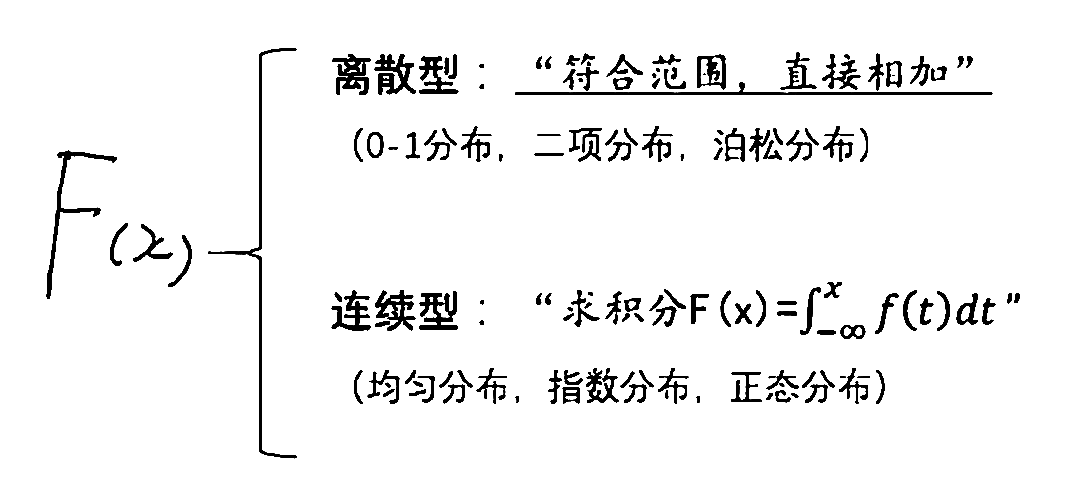 F(x)
离散型：“符合范围，直接相加”
(0-1分布，二项分布，泊松分布)
连续型：“求积分F(x)=∫_{-∞}^{x} f(t)dt”
(均匀分布，指数分布，正态分布)